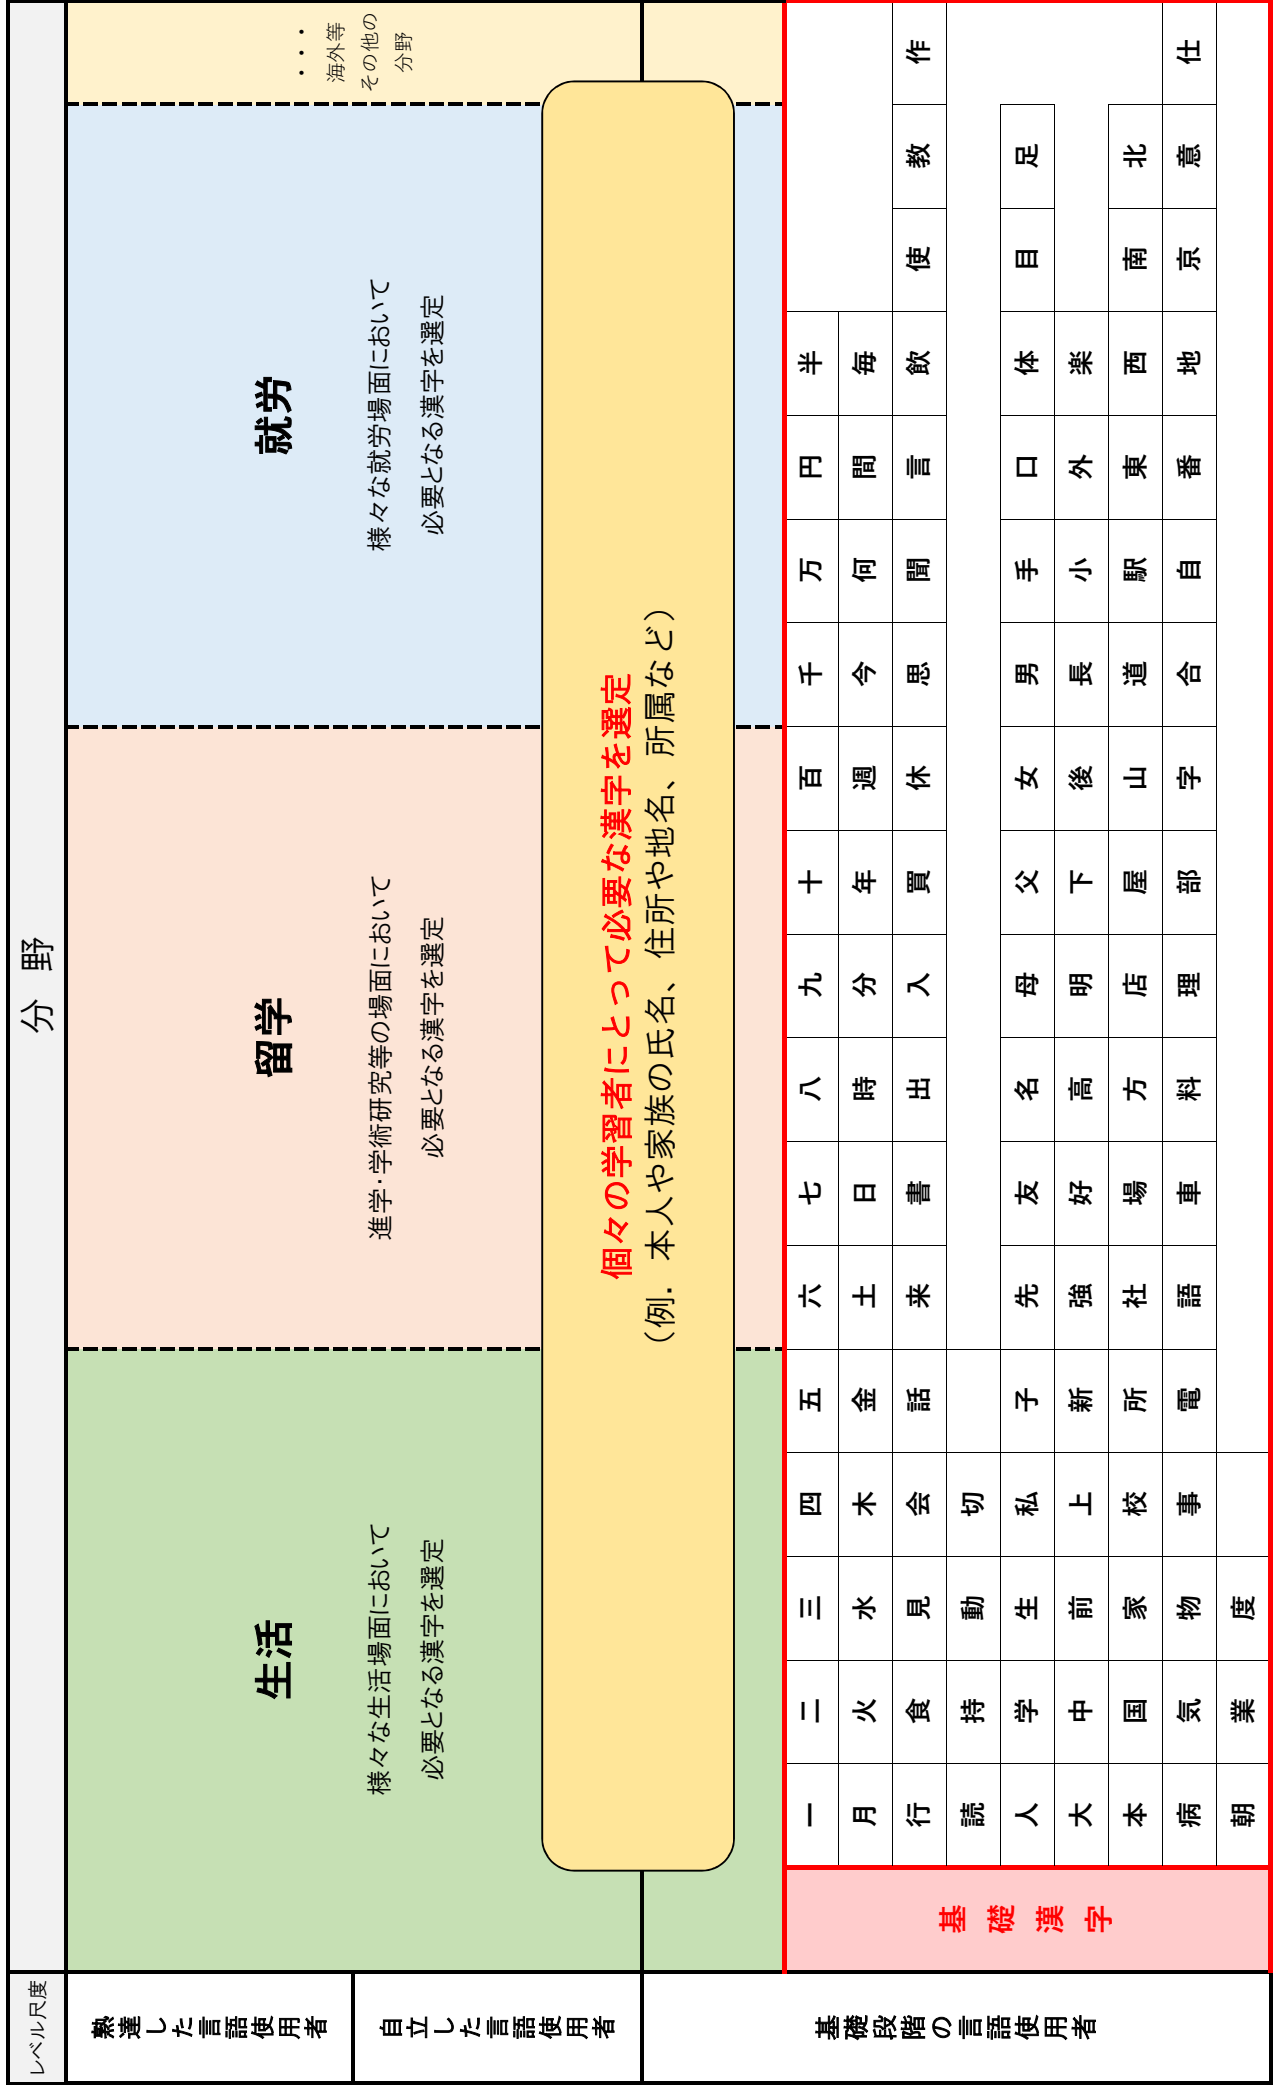 レベル尺度
分野
熟達した言語使用者
自立した言語使用者
基礎段階の言語使用者
生活
様々な生活場面において
必要となる漢字を選定
留学
進学・学術研究等の場面において
必要となる漢字を選定
就労
様々な就労場面において
必要となる漢字を選定
・・・
海外等
その他の
分野
個々の学習者にとって必要な漢字を選定
（例．本人や家族の氏名、住所や地名、所属など）
基礎漢字
一 二 三 四 五 六 七 八 九 十 百 千 万 円 半
月 火 水 木 金 土 日 時 分 年 週 今 何 間 毎
行 食 見 会 話 来 書 出 入 買 休 思 聞 言 飲 使 教 作
読 持 動 切
人 学 生 私 子 先 友 名 母 父 女 男 手 口 体 目 足
大 中 前 上 新 強 好 高 明 下 後 長 小 外 楽
本 国 家 校 所 社 場 方 店 屋 山 道 駅 東 西 南 北
病 気 物 事 電 語 車 料 理 部 字 合 自 番 地 京 意 仕
朝 業 度